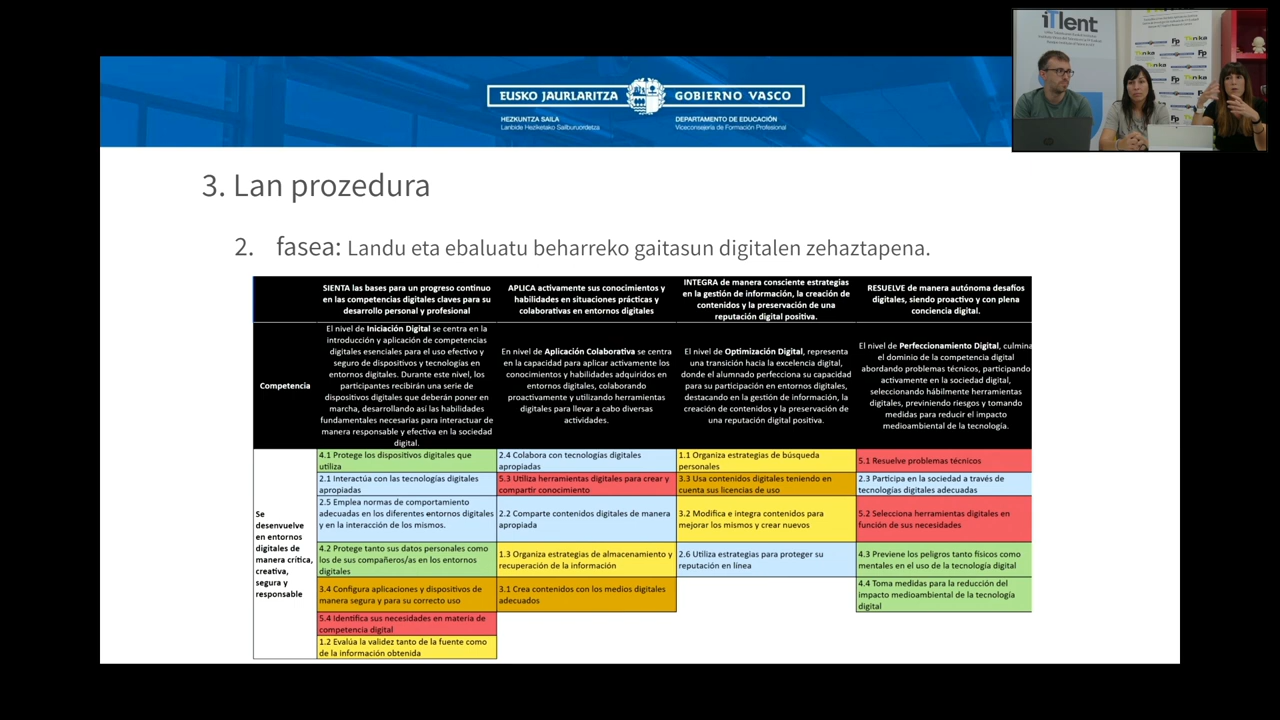 iTlent
Tknika
Fp
EUSKO JAURLARITZA
GOBIERNO VASCO
HEZKUNTZA SAILA
Lanbide Heziketako Sailburuordetza
DEPARTAMENTO DE EDUCACIÓN
Viceconsejería de Formación Profesional
3. Lan prozedura
2. fasea: Landu eta ebaluatu beharreko gaitasun digitalen zehaztapena.
SIENTA las bases para un progreso continuo
en las competencias digitales claves para su
desarrollo personal y profesional
APLICA activamente sus conocimientos y
habilidades en situaciones prácticas y
colaborativas en entornos digitales
INTEGRA de manera consciente estrategias
en la gestión de información, la creación de
contenidos y la preservación de una
reputación digital positiva.
RESUELVE de manera autónoma desafíos
digitales, siendo proactivo y con plena
conciencia digital.
Competencia
El nivel de Iniciación Digital se centra en la
introducción y aplicación de competencias
digitales esenciales para el uso efectivo y
seguro de dispositivos y tecnologías en
entornos digitales. Durante este nivel, los
participantes recibirán una serie de
dispositivos digitales que deberán poner en
marcha, desarrollando así las habilidades
fundamentales necesarias para interactuar de
manera responsable y efectiva en la sociedad
digital.
En nivel de Aplicación Colaborativa se centra
en la capacidad para aplicar activamente los
conocimientos y habilidades adquiridos en
entornos digitales, colaborando
proactivamente y utilizando herramientas
digitales para llevar a cabo diversas
actividades.
El nivel de Optimización Digital, representa
una transición hacia la excelencia digital,
donde el alumnado perfecciona su capacidad
para su participación en entornos digitales,
destacando en la gestión de información, la
creación de contenidos y la preservación de
una reputación digital positiva.
El nivel de Perfeccionamiento Digital, culmina
el dominio de la competencia digital
abordando problemas técnicos, participando
activamente en la sociedad digital,
seleccionando hábilmente herramientas
digitales, previniendo riesgos y tomando
medidas para reducir el impacto
medioambiental de la tecnología.
Se
desenvuelve
en entornos
digitales de
manera crítica,
creativa,
segura y
responsable
4.1 Protege los dispositivos digitales que
utiliza
2.4 Colabora con tecnologías digitales
apropiadas
1.1 Organiza estrategias de búsqueda
personales
5.1 Resuelve problemas técnicos
2.1 Interactúa con las tecnologías digitales
apropiadas
5.3 Utiliza herramientas digitales para crear y
compartir conocimiento
3.3 Usa contenidos digitales teniendo en
cuenta sus licencias de uso
2.3 Participa en la sociedad a través de
tecnologías digitales adecuadas
2.5 Emplea normas de comportamiento
adecuadas en los diferentes entornos digitales
y en la interacción de los mismos.
2.2 Comparte contenidos digitales de manera
apropiada
3.2 Modifica e integra contenidos para
mejorar los mismos y crear nuevos
5.2 Selecciona herramientas digitales en
función de sus necesidades
4.2 Protege tanto sus datos personales como
los de sus compañeros/as en los entornos
digitales
1.3 Organiza estrategias de almacenamiento y
recuperación de la información
2.6 Utiliza estrategias para proteger su
reputación en línea
4.3 Previene los peligros tanto físicos como
mentales en el uso de la tecnología digital
3.4 Configura aplicaciones y dispositivos de
manera segura y para su correcto uso
3.1 Crea contenidos con los medios digitales
adecuados
4.4 Toma medidas para la reducción del
impacto medioambiental de la tecnología
digital
5.4 Identifica sus necesidades en materia de
competencia digital
1.2 Evalúa la validez tanto de la fuente como
de la información obtenida